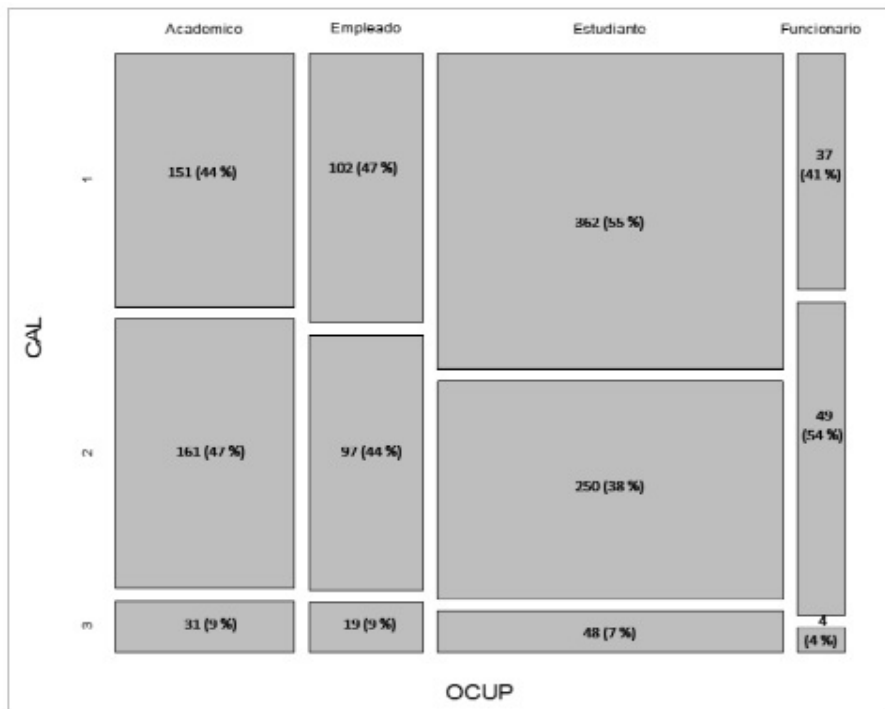 Academico Empleado Estudiante Funcionario
1
151 (44 %) 102 (47 %) 362 (55 %) 37
(41 %)
CAL
2
161 (47 %) 97 (44 %) 250 (38 %) 49
(54 %)
3
31 (9 %) 19 (9 %) 48 (7 %) 4
(4 %)
OCUP